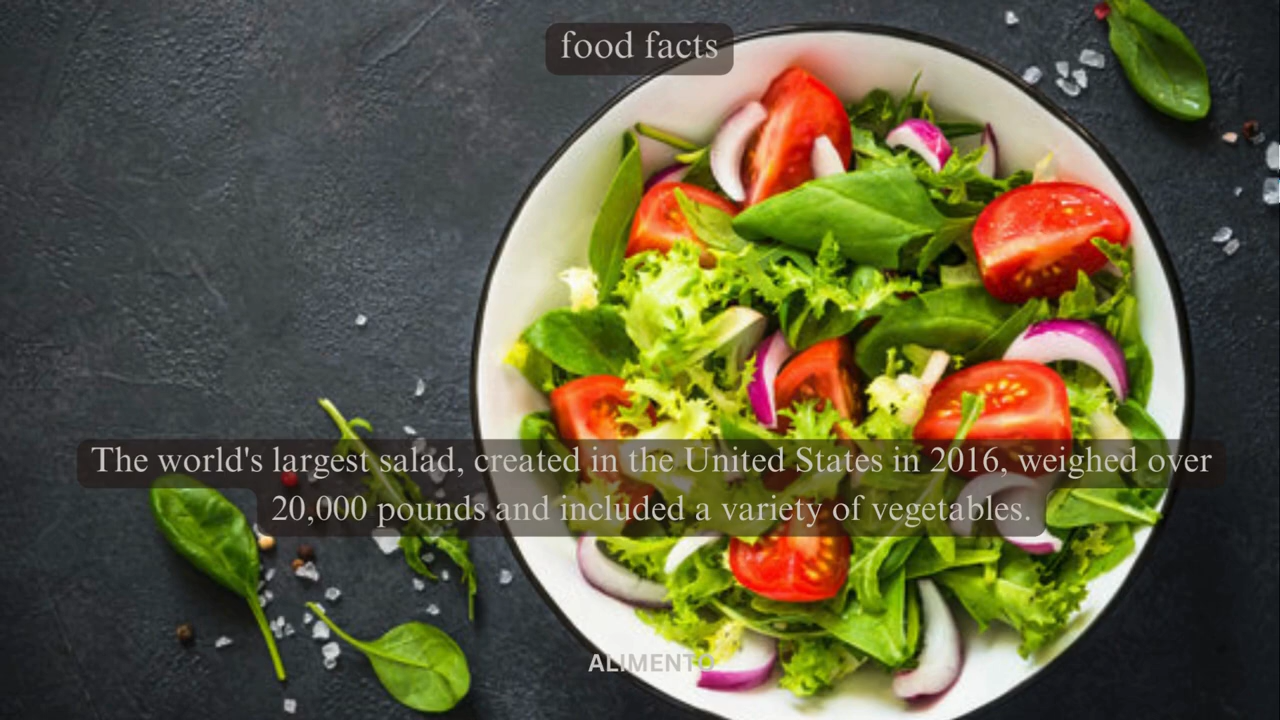 food facts
The world's largest salad, created in the United States in 2016, weighed over
20,000 pounds and included a variety of vegetables.
ALIMENTO